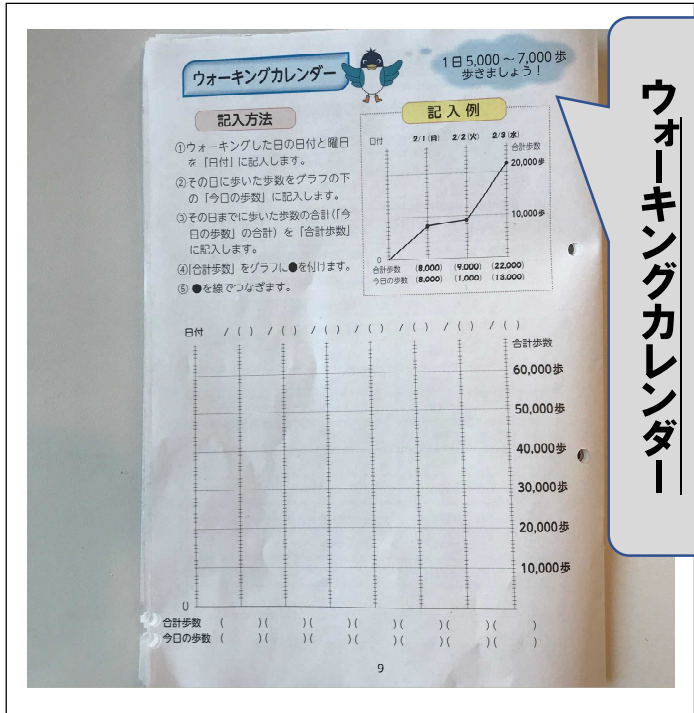 ウォーキングカレンダー
ウォーキングカレンダー
1日5,000～7,000歩
歩きましょう！
記入方法
①ウォーキングした日の日付と曜日
を「日付」に記入します。
②その日に歩いた歩数をグラフの下
の「今日の歩数」に記入します。
③その日までに歩いた歩数の合計(「今
日の歩数」の合計）を「合計歩数」
に記入します。
④「合計歩数」をグラフに●を付けます。
⑤ ●を線でつなぎます。
記入例
日付 2/1(月) 2/2(火) 2/3(水)
合計歩数
20,000歩
10,000歩
0
合計歩数 (8,000) (9,000) (22,000)
今日の歩数 (8,000) (1,000) (13,000)
日付 / ( ) / ( ) / ( ) / ( ) / ( ) / ( ) / ( )
合計歩数
60,000歩
50,000歩
40,000歩
30,000歩
20,000歩
10,000歩
0
合計歩数 ( )( )( )( )( )( )( )
今日の歩数 ( )( )( )( )( )( )( )
9